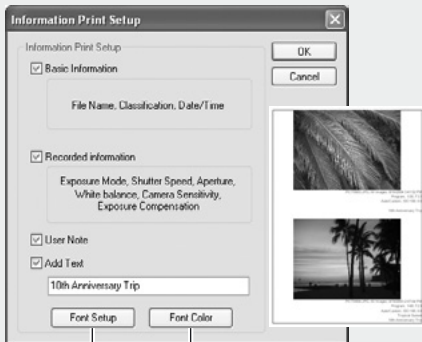 Information Print Setup
Information Print Setup
OK
Cancel
Basic Information
File Name, Classification, Date/Time
Recorded information
Exposure Mode, Shutter Speed, Aperture,
White balance, Camera Sensitivity,
Exposure Compensation
User Note
Add Text
10th Anniversary Trip
Font Setup
Font Color